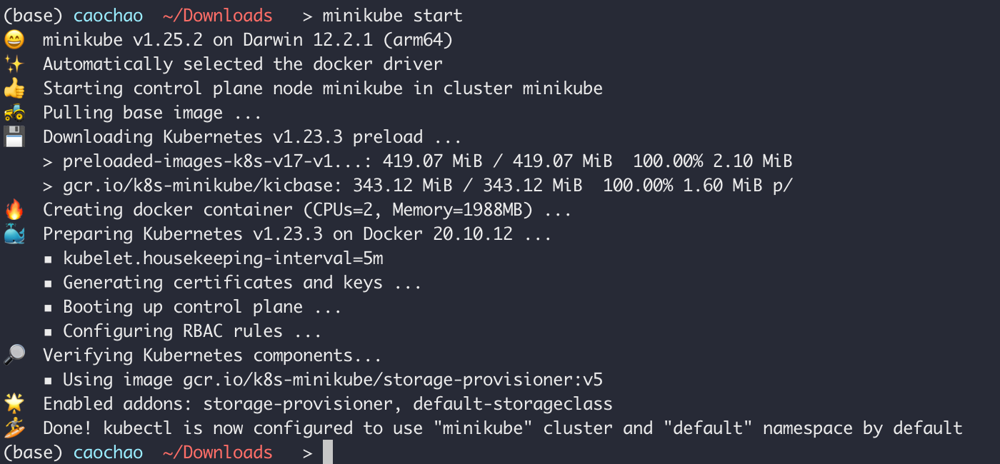 (base) caochao ~/Downloads > minikube start
😄 minikube v1.25.2 on Darwin 12.2.1 (arm64)
✨ Automatically selected the docker driver
👍 Starting control plane node minikube in cluster minikube
🚜 Pulling base image ...
💾 Downloading Kubernetes v1.23.3 preload ...
> preloaded-images-k8s-v17-v1...: 419.07 MiB / 419.07 MiB 100.00% 2.10 MiB
> gcr.io/k8s-minikube/kicbase: 343.12 MiB / 343.12 MiB 100.00% 1.60 MiB p/
🔥 Creating docker container (CPUs=2, Memory=1988MB) ...
🐳 Preparing Kubernetes v1.23.3 on Docker 20.10.12 ...
▪ kubelet.housekeeping-interval=5m
▪ Generating certificates and keys ...
▪ Booting up control plane ...
▪ Configuring RBAC rules ...
🔎 Verifying Kubernetes components...
▪ Using image gcr.io/k8s-minikube/storage-provisioner:v5
🌟 Enabled addons: storage-provisioner, default-storageclass
🏄 Done! kubectl is now configured to use "minikube" cluster and "default" namespace by default
(base) caochao ~/Downloads >